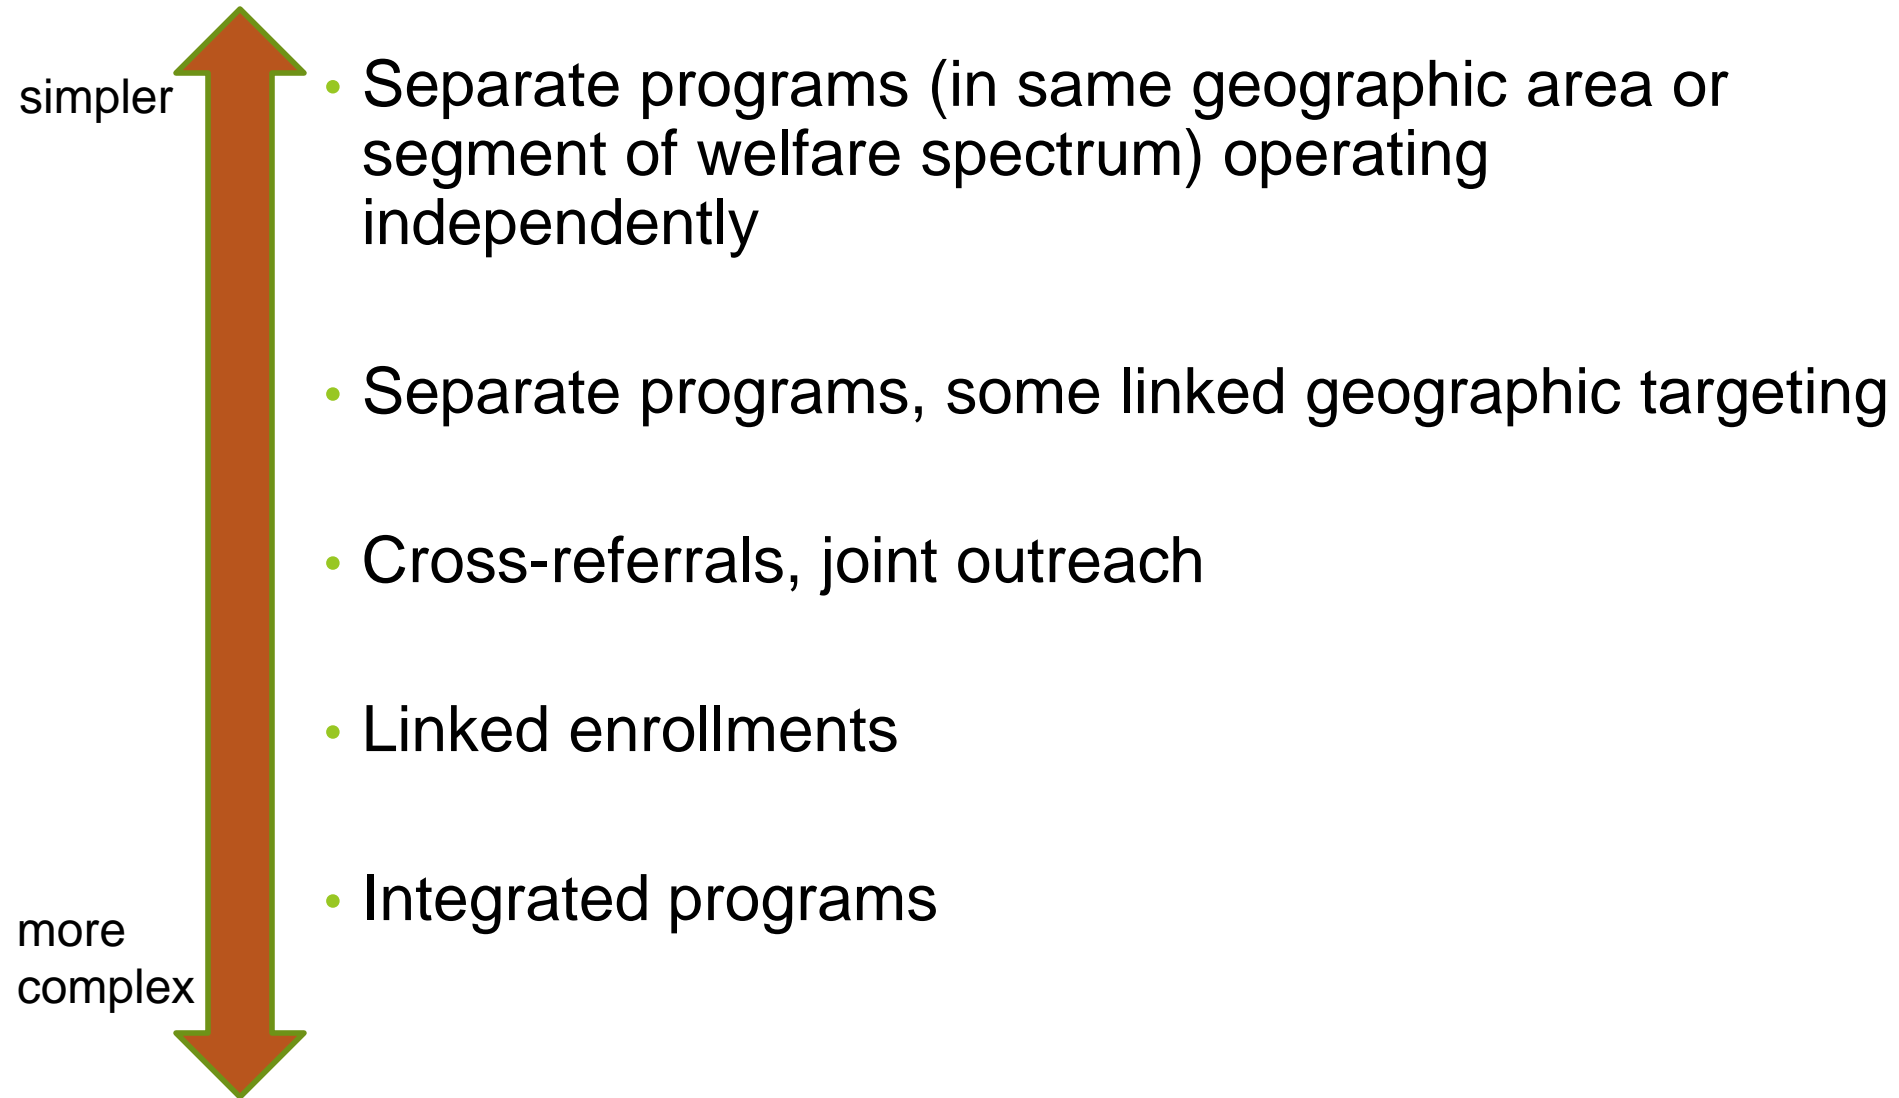 simpler
• Separate programs (in same geographic area or
segment of welfare spectrum) operating
independently
• Separate programs, some linked geographic targeting
• Cross-referrals, joint outreach
• Linked enrollments
• Integrated programs
more
complex